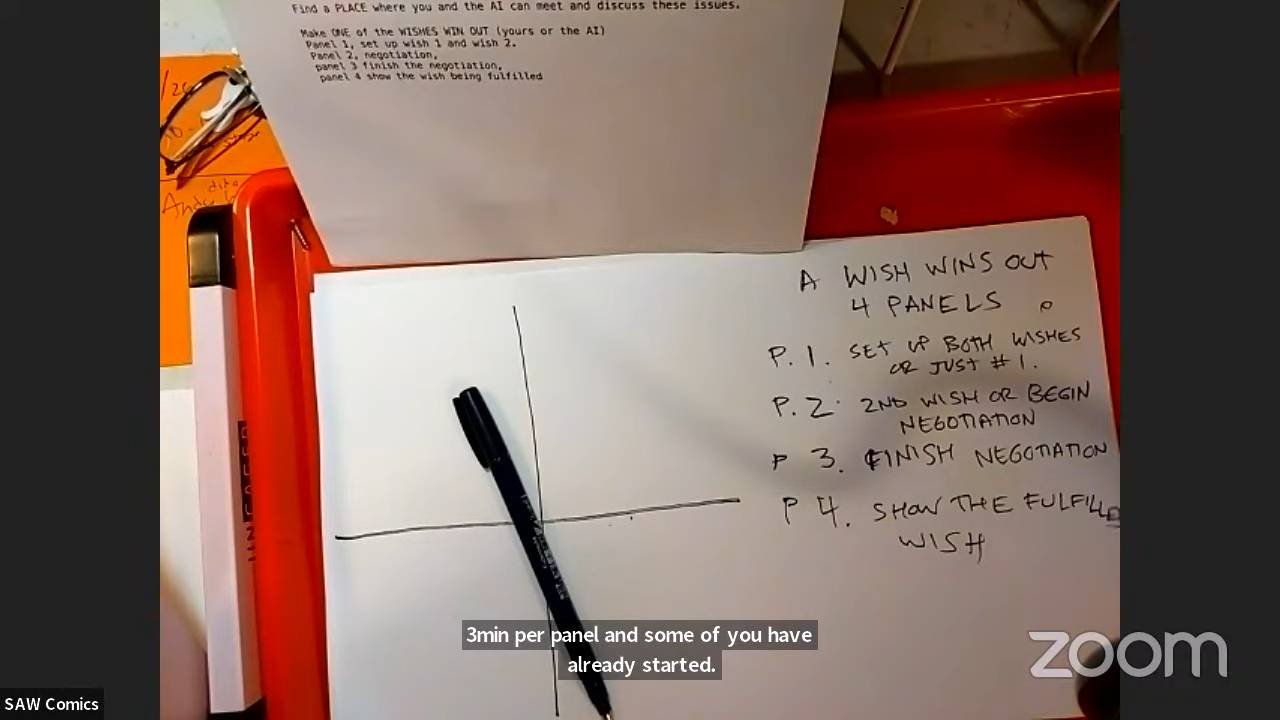 Find a PLACE where you and the AI can meet and discuss these issues.
Make ONE of the WISHES WIN OUT (yours or the AI)
Panel 1, set up wish 1 and wish 2.
Panel 2, negotiation,
panel 3 finish the negotiation,
panel 4 show the wish being fulfilled
A WISH WINS OUT
4 PANELS
P. 1. SET UP BOTH WISHES
OR JUST #1.
P. 2. 2ND WISH OR BEGIN
NEGOTIATION
P 3. FINISH NEGOTIATION
P 4. SHOW THE FULFILLED
WISH
3min per panel and some of you have
already started.
zoom
SAW Comics